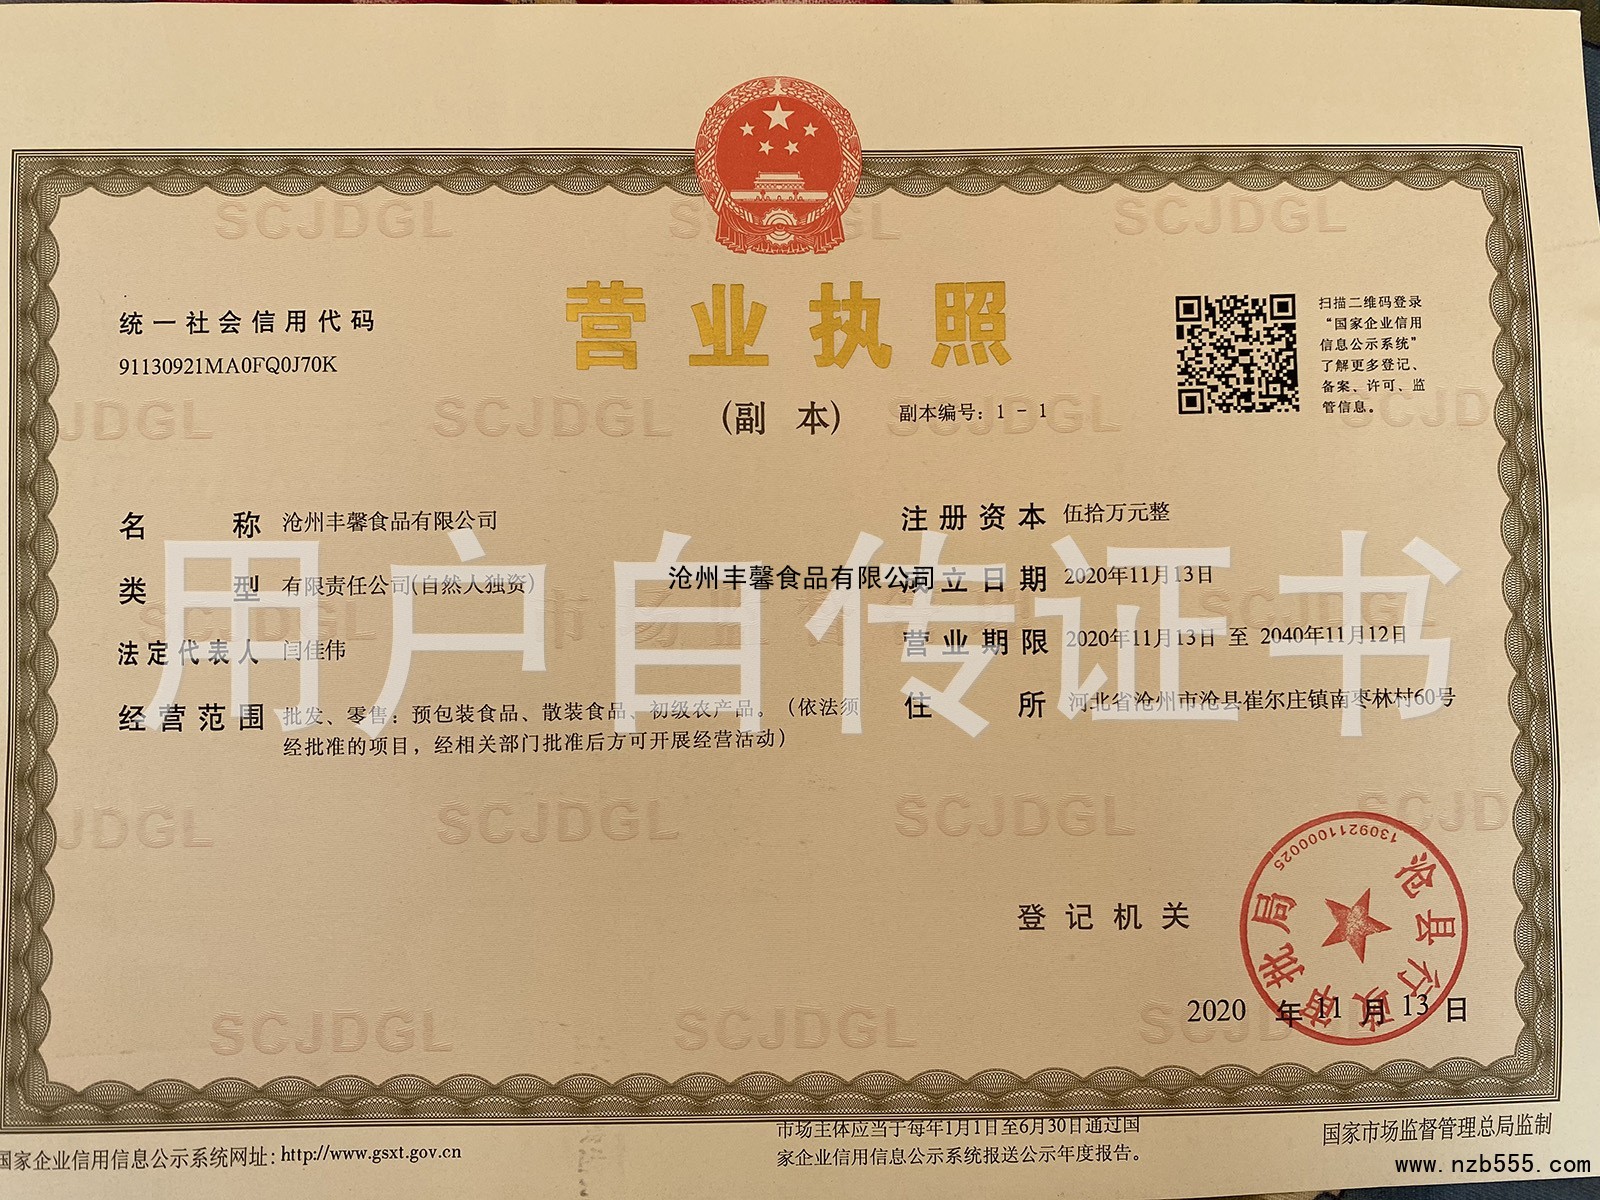 SCJDGL
SCJDGL
营业执照
(副 本)
副本编号: 1 - 1
统一社会信用代码
91130921MA0FQ0J70K
扫描二维码登录
“国家企业信用
信息公示系统”
了解更多登记、
备案、许可、监
管信息。
JDGL
SCJDGL
SCJDGL
名 称 沧州丰馨食品有限公司
类 型 有限责任公司(自然人独资)
法定代表人 闫佳伟
经营范围 批发、零售：预包装食品、散装食品、初级农产品。（依法须
经批准的项目，经相关部门批准后方可开展经营活动）
注册资本 伍拾万元整
成立日期 2020年11月13日
营业期限 2020年11月13日 至 2040年11月12日
住 所 河北省沧州市沧县崔尔庄镇南枣林村60号
沧州丰馨食品有限公司
用户自传证书
JDGL
SCJDGL
SCJDGL
SCJD
登记机关
沧县行政审批局
1309211000025
2020 年 11 月 13 日
SCJDGL
SCJDGL
国家企业信用信息公示系统网址: http://www.gsxt.gov.cn
市场主体应当于每年1月1日至6月30日通过国
家企业信用信息公示系统报送公示年度报告。
国家市场监督管理总局监制
www.nzb555.com